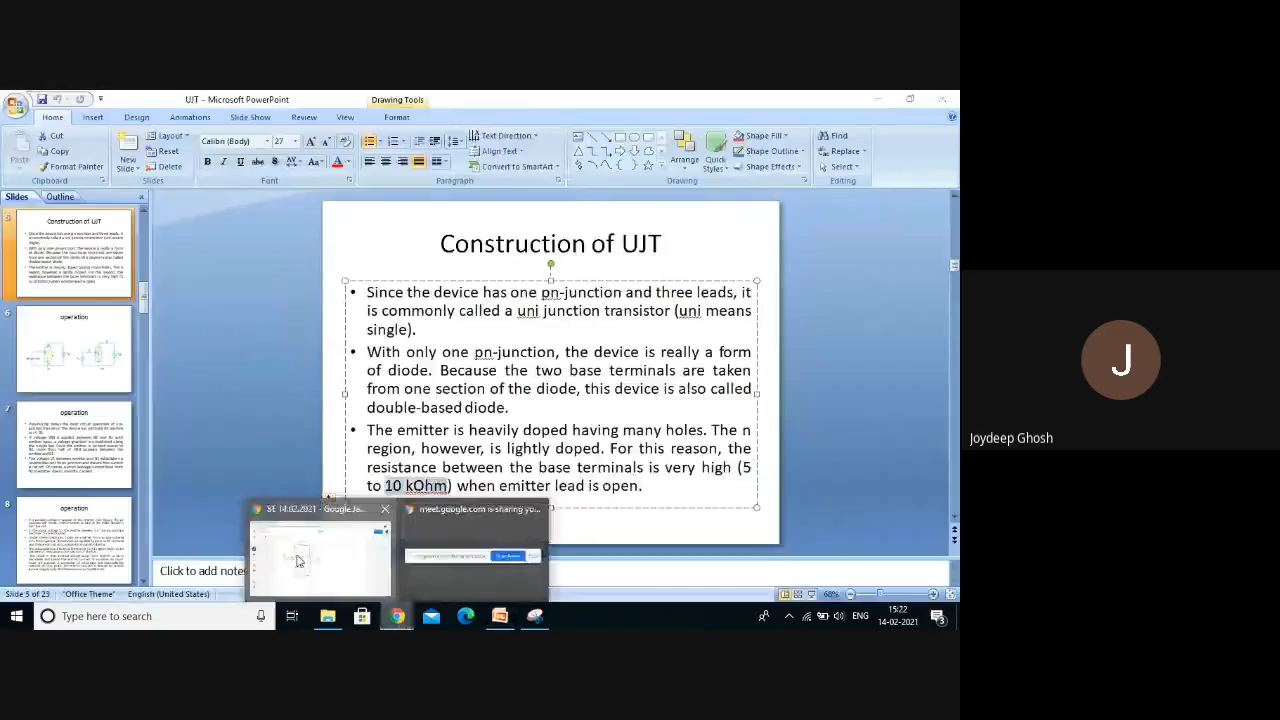 UJT - Microsoft PowerPoint
Drawing Tools
Home Insert Design Animations Slide Show Review View Format
Cut
Copy
Format Painter
Paste
Clipboard
New
Slide
Layout
Reset
Delete
Slides
Calibri (Body) 27
Font
Paragraph
Text Direction
Align Text
Convert to SmartArt
Arrange
Quick
Styles
Shape Fill
Shape Outline
Shape Effects
Drawing
Find
Replace
Select
Editing
Slides Outline
5
Construction of UJT
6
operation
7
operation
8
operation
Construction of UJT
• Since the device has one pn-junction and three leads, it
is commonly called a uni junction transistor (uni means
single).
• With only one pn-junction, the device is really a form
of diode. Because the two base terminals are taken
from one section of the diode, this device is also called
double-based diode.
• The emitter is heavily doped having many holes. The n
region, however, is lightly doped. For this reason, the
resistance between the base terminals is very high (5
to 10 kOhm) when emitter lead is open.
SE 14.02.2021 - Google Ja...
meet.google.com is sharing yo...
Click to add notes
Slide 5 of 23 "Office Theme" English (United States)
68%
Type here to search
ENG
15:22
14-02-2021
3
J
Joydeep Ghosh